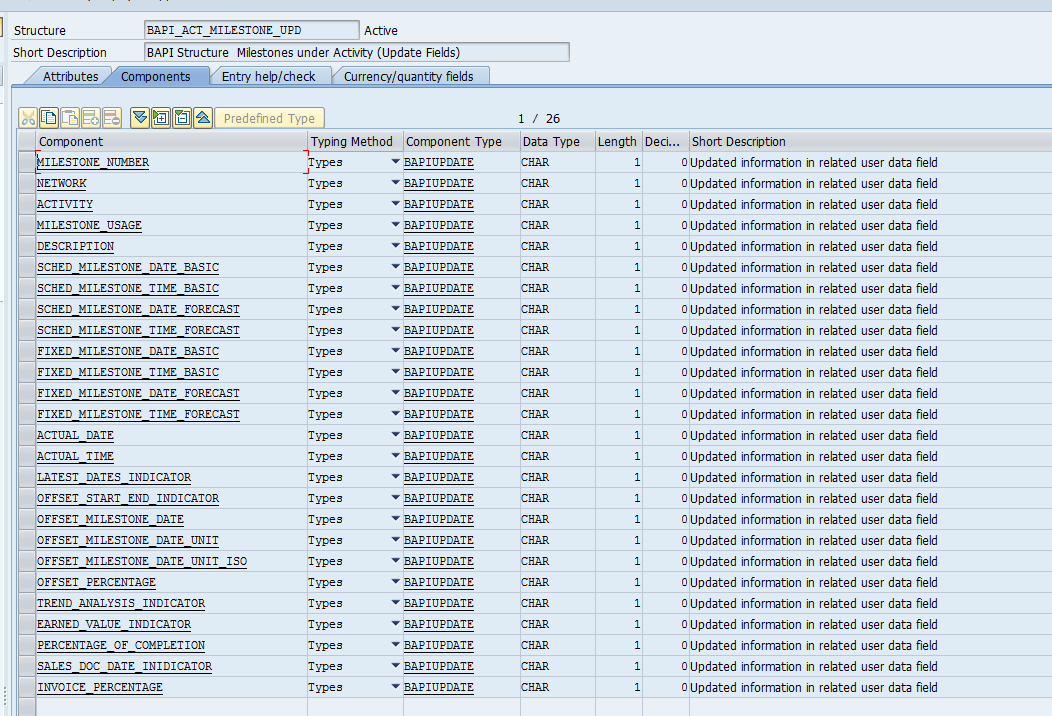 Structure BAPI_ACT_MILESTONE_UPD Active
Short Description BAPI Structure Milestones under Activity (Update Fields)
Attributes Components Entry help/check Currency/quantity fields
Predefined Type 1 / 26
Component Typing Method Component Type Data Type Length Deci... Short Description
MILESTONE_NUMBER Types BAPIUPDATE CHAR 1 0 Updated information in related user data field
NETWORK Types BAPIUPDATE CHAR 1 0 Updated information in related user data field
ACTIVITY Types BAPIUPDATE CHAR 1 0 Updated information in related user data field
MILESTONE_USAGE Types BAPIUPDATE CHAR 1 0 Updated information in related user data field
DESCRIPTION Types BAPIUPDATE CHAR 1 0 Updated information in related user data field
SCHED_MILESTONE_DATE_BASIC Types BAPIUPDATE CHAR 1 0 Updated information in related user data field
SCHED_MILESTONE_TIME_BASIC Types BAPIUPDATE CHAR 1 0 Updated information in related user data field
SCHED_MILESTONE_DATE_FORECAST Types BAPIUPDATE CHAR 1 0 Updated information in related user data field
SCHED_MILESTONE_TIME_FORECAST Types BAPIUPDATE CHAR 1 0 Updated information in related user data field
FIXED_MILESTONE_DATE_BASIC Types BAPIUPDATE CHAR 1 0 Updated information in related user data field
FIXED_MILESTONE_TIME_BASIC Types BAPIUPDATE CHAR 1 0 Updated information in related user data field
FIXED_MILESTONE_DATE_FORECAST Types BAPIUPDATE CHAR 1 0 Updated information in related user data field
FIXED_MILESTONE_TIME_FORECAST Types BAPIUPDATE CHAR 1 0 Updated information in related user data field
ACTUAL_DATE Types BAPIUPDATE CHAR 1 0 Updated information in related user data field
ACTUAL_TIME Types BAPIUPDATE CHAR 1 0 Updated information in related user data field
LATEST_DATES_INDICATOR Types BAPIUPDATE CHAR 1 0 Updated information in related user data field
OFFSET_START_END_INDICATOR Types BAPIUPDATE CHAR 1 0 Updated information in related user data field
OFFSET_MILESTONE_DATE Types BAPIUPDATE CHAR 1 0 Updated information in related user data field
OFFSET_MILESTONE_DATE_UNIT Types BAPIUPDATE CHAR 1 0 Updated information in related user data field
OFFSET_MILESTONE_DATE_UNIT_ISO Types BAPIUPDATE CHAR 1 0 Updated information in related user data field
OFFSET_PERCENTAGE Types BAPIUPDATE CHAR 1 0 Updated information in related user data field
TREND_ANALYSIS_INDICATOR Types BAPIUPDATE CHAR 1 0 Updated information in related user data field
EARNED_VALUE_INDICATOR Types BAPIUPDATE CHAR 1 0 Updated information in related user data field
PERCENTAGE_OF_COMPLETION Types BAPIUPDATE CHAR 1 0 Updated information in related user data field
SALES_DOC_DATE_INIDICATOR Types BAPIUPDATE CHAR 1 0 Updated information in related user data field
INVOICE_PERCENTAGE Types BAPIUPDATE CHAR 1 0 Updated information in related user data field